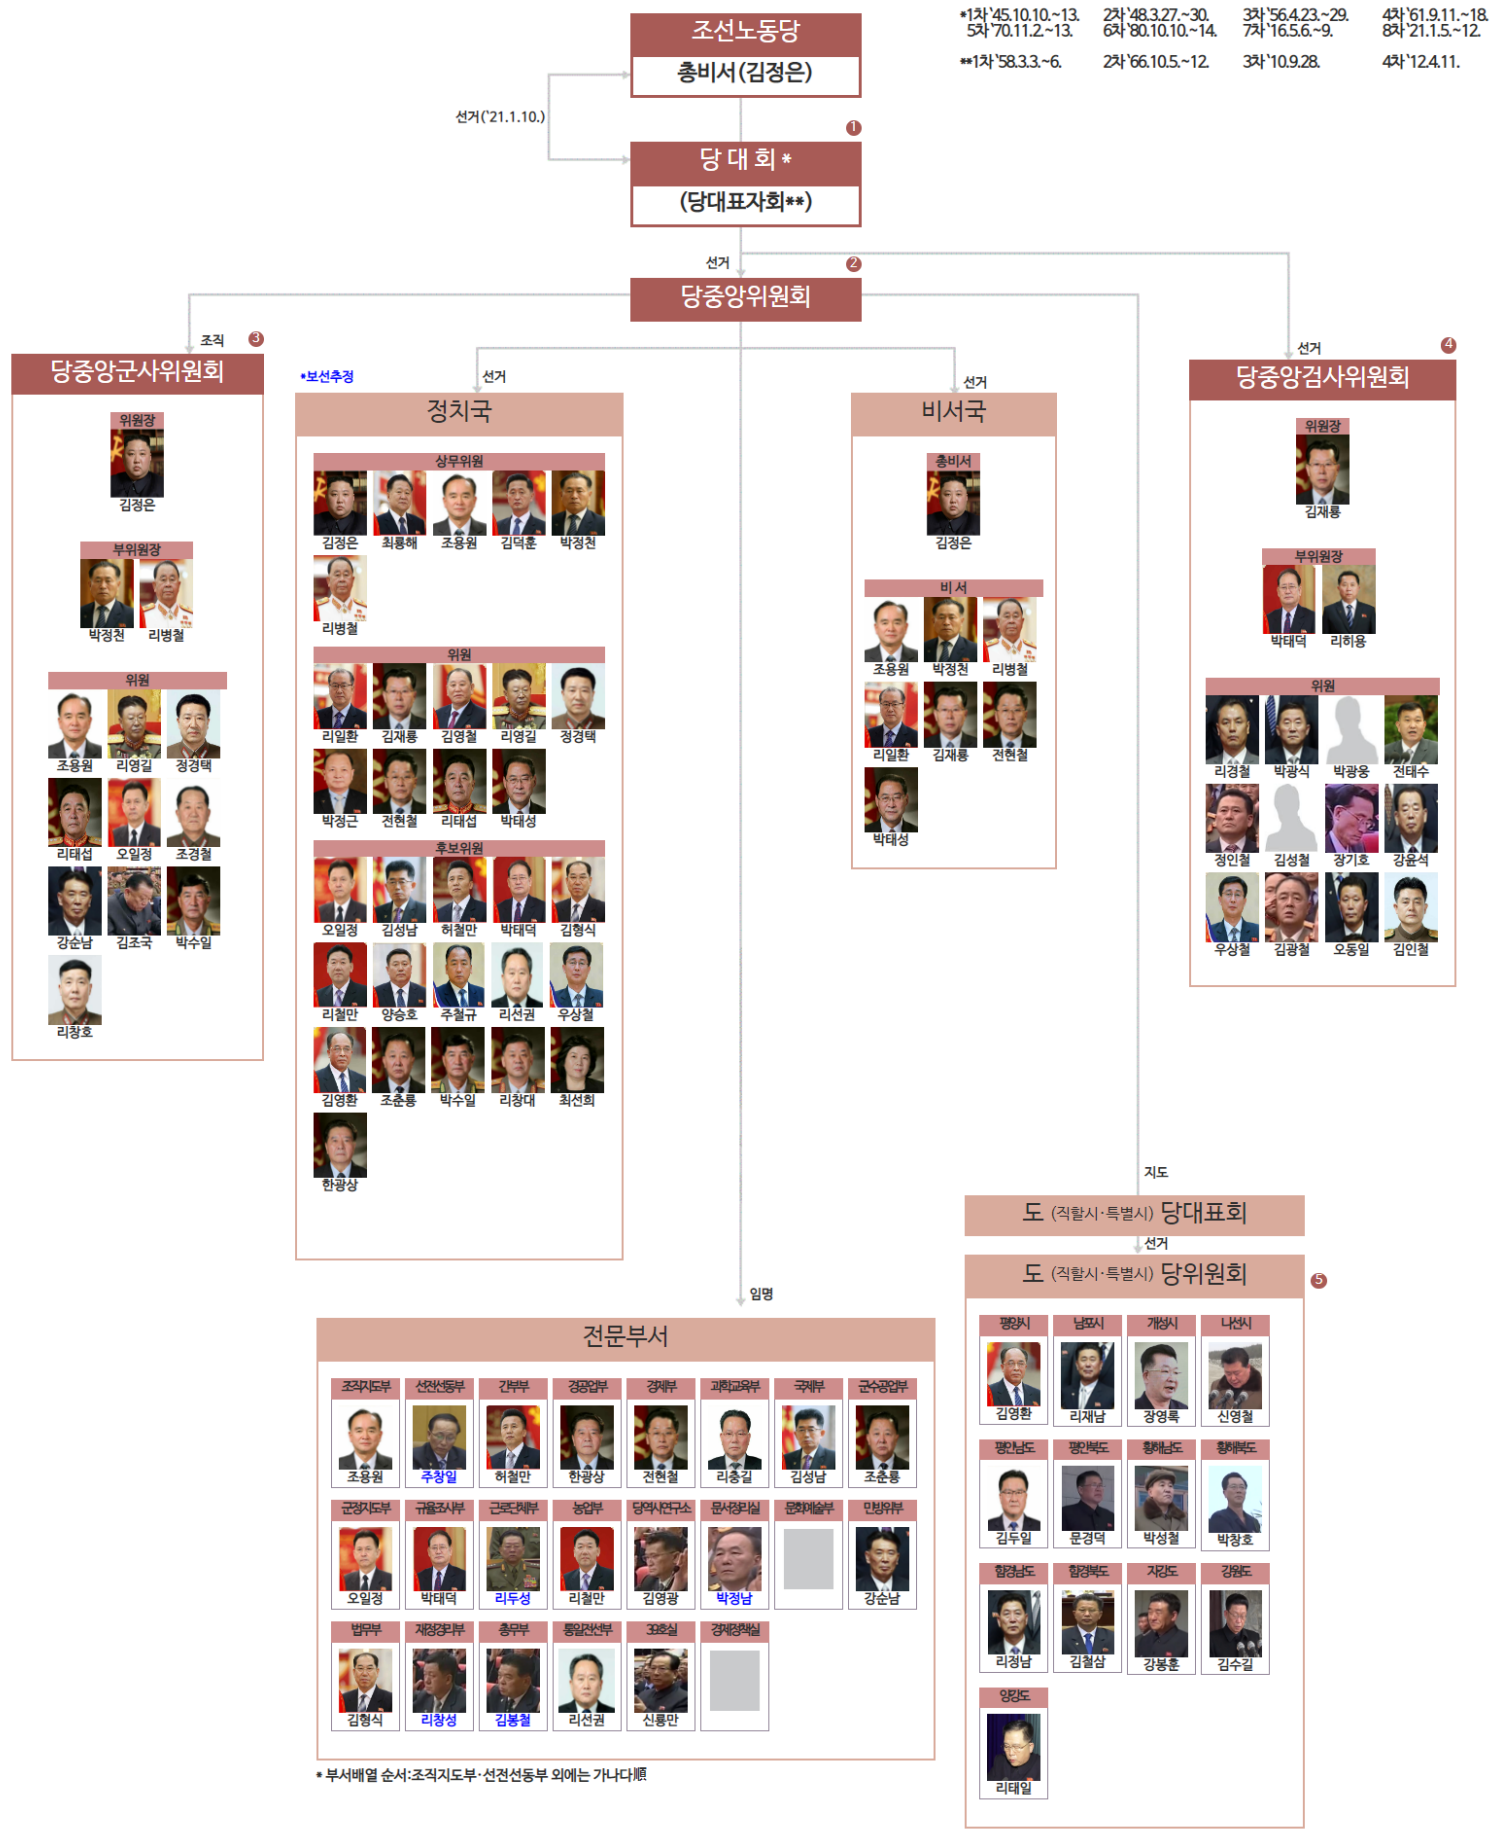 조선노동당
총비서(김정은)
*1차`45.10.10.~13. 2차`48.3.27.~30. 3차`56.4.23.~29. 4차`61.9.11.~18.
5차`70.11.2.~13. 6차`80.10.10.~14. 7차`16.5.6.~9. 8차`21.1.5.~12.
**1차`58.3.3.~6. 2차`66.10.5.~12. 3차`10.9.28. 4차`12.4.11.
선거(`21.1.10.)
1
당 대 회 *
(당대표자회**)
선거
2
당중앙위원회
조직
3
당중앙군사위원회
위원장
김정은
부위원장
박정천 리병철
위원
조용원 리영길 정경택
리태섭 오일정 조경철
강순남 김조국 박수일
리창호
*보선추정
선거
정치국
상무위원
김정은 최룡해 조용원 김덕훈 박정천
리병철
위원
리일환 김재룡 김영철 리영길 정경택
박정근 전현철 리태섭 박태성
후보위원
오일정 김성남 허철만 박태덕 김형식
리철만 양승호 주철규 리선권 우상철
김영환 조춘룡 박수일 리창대 최선희
한광상
선거
비서국
총비서
김정은
비 서
조용원 박정천 리병철
리일환 김재룡 전현철
박태성
선거
4
당중앙검사위원회
위원장
김재룡
부위원장
박태덕 리히용
위원
리경철 박광식 박광웅 전태수
정인철 김성철 장기호 강윤석
우상철 김광철 오동일 김인철
임명
전문부서
조직지도부 선전선동부 간부부 경공업부 경제부 과학교육부 국제부 군수공업부
조용원 주창일 허철만 한광상 전현철 리충길 김성남 조춘룡
군정지도부 규율조사부 근로단체부 농업부 당역사연구소 문서정리실 문화예술부 민방위부
오일정 박태덕 리두성 리철만 김영광 박정남 강순남
법무부 재정경리부 총무부 통일전선부 39호실 경제정책실
김형식 리창성 김봉철 리선권 신룡만
* 부서배열 순서:조직지도부·선전선동부 외에는 가나다順
지도
도 (직할시·특별시) 당대표회
선거
도 (직할시·특별시) 당위원회
5
평양시 남포시 개성시 나선시
김영환 리재남 장영록 신영철
평안남도 평안북도 황해남도 황해북도
김두일 문경덕 박성철 박창호
함경남도 함경북도 자강도 강원도
리정남 김철삼 강봉훈 김수길
양강도
리태일